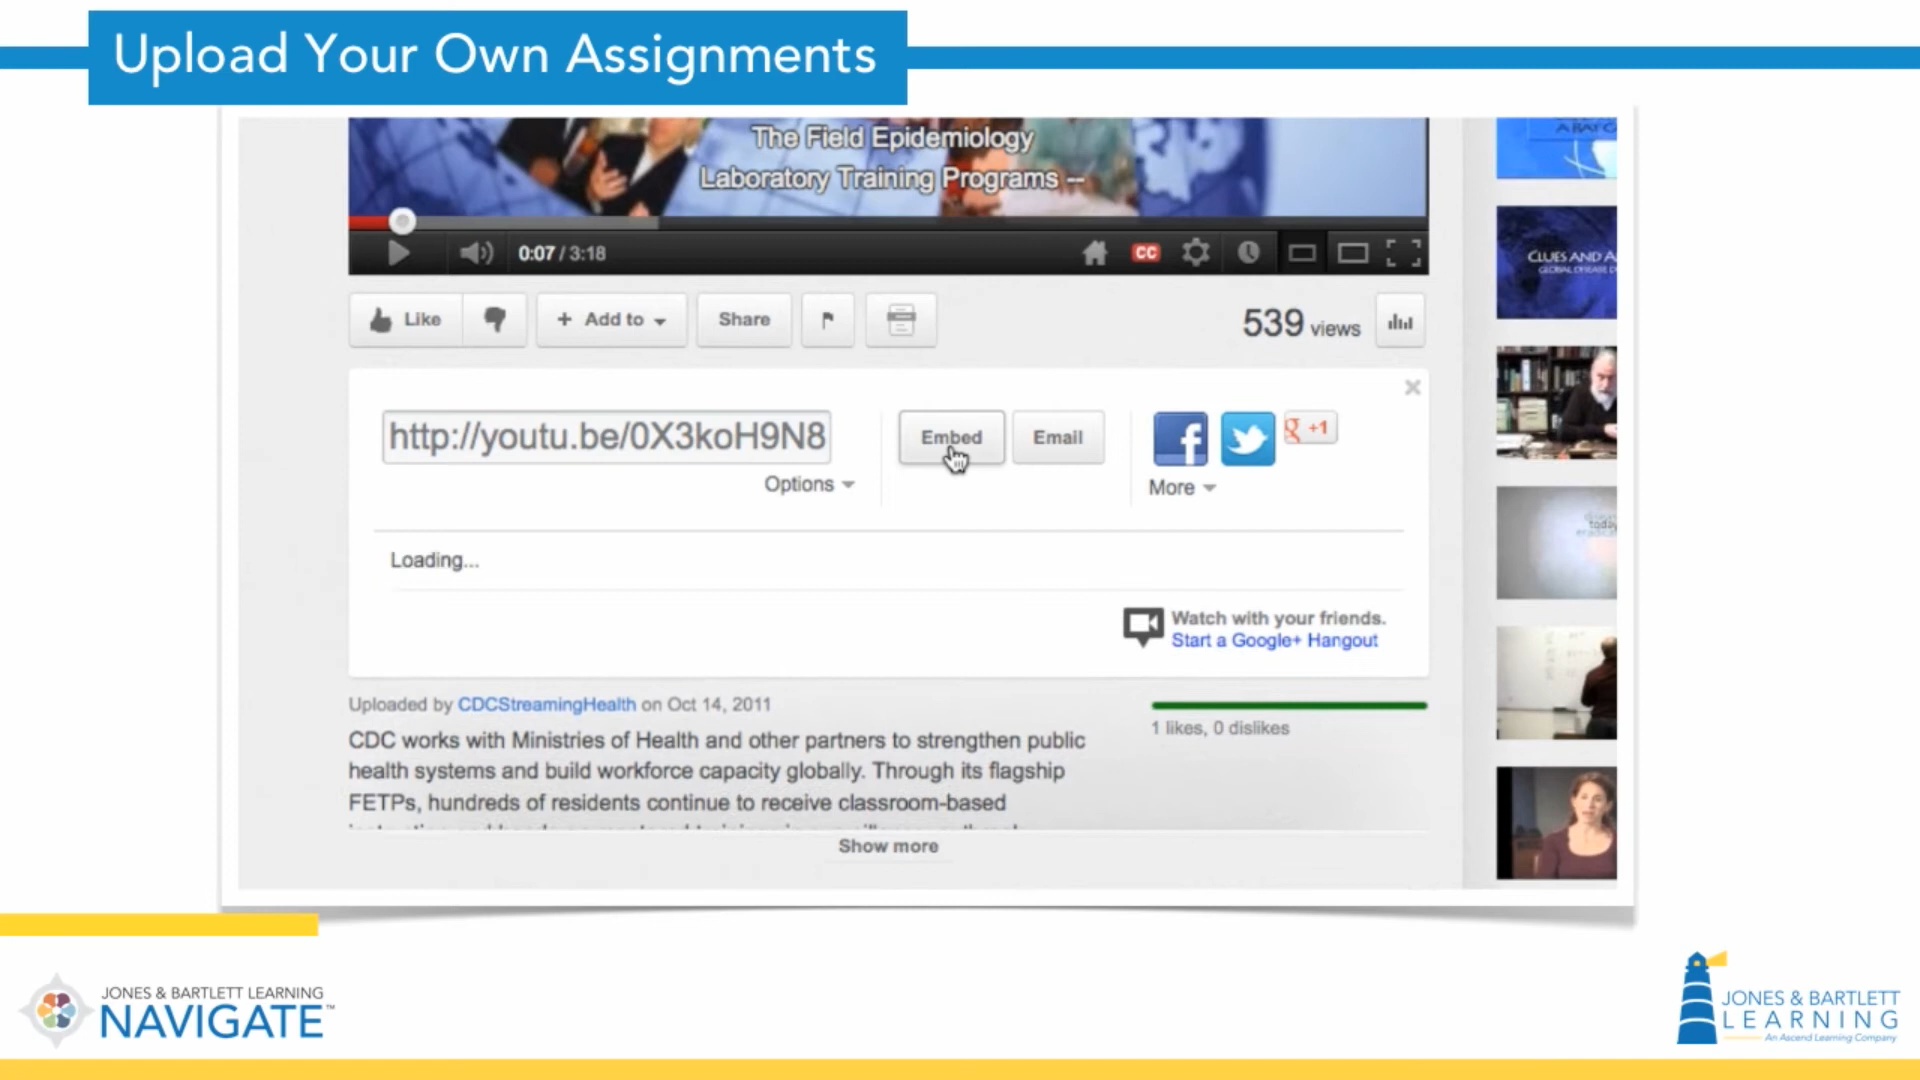 Upload Your Own Assignments
The Field Epidemiology
Laboratory Training Programs --
0:07 / 3:18
CC
Like
+ Add to
Share
539 views
http://youtu.be/0X3koH9N8
Embed
Email
f
g +1
Options
More
Loading...
Watch with your friends.
Start a Google+ Hangout
Uploaded by CDCStreamingHealth on Oct 14, 2011
1 likes, 0 dislikes
CDC works with Ministries of Health and other partners to strengthen public
health systems and build workforce capacity globally. Through its flagship
FETPs, hundreds of residents continue to receive classroom-based
Show more
CLUES AND A
today
JONES & BARTLETT LEARNING
NAVIGATE™
JONES & BARTLETT
LEARNING
An Ascend Learning Company